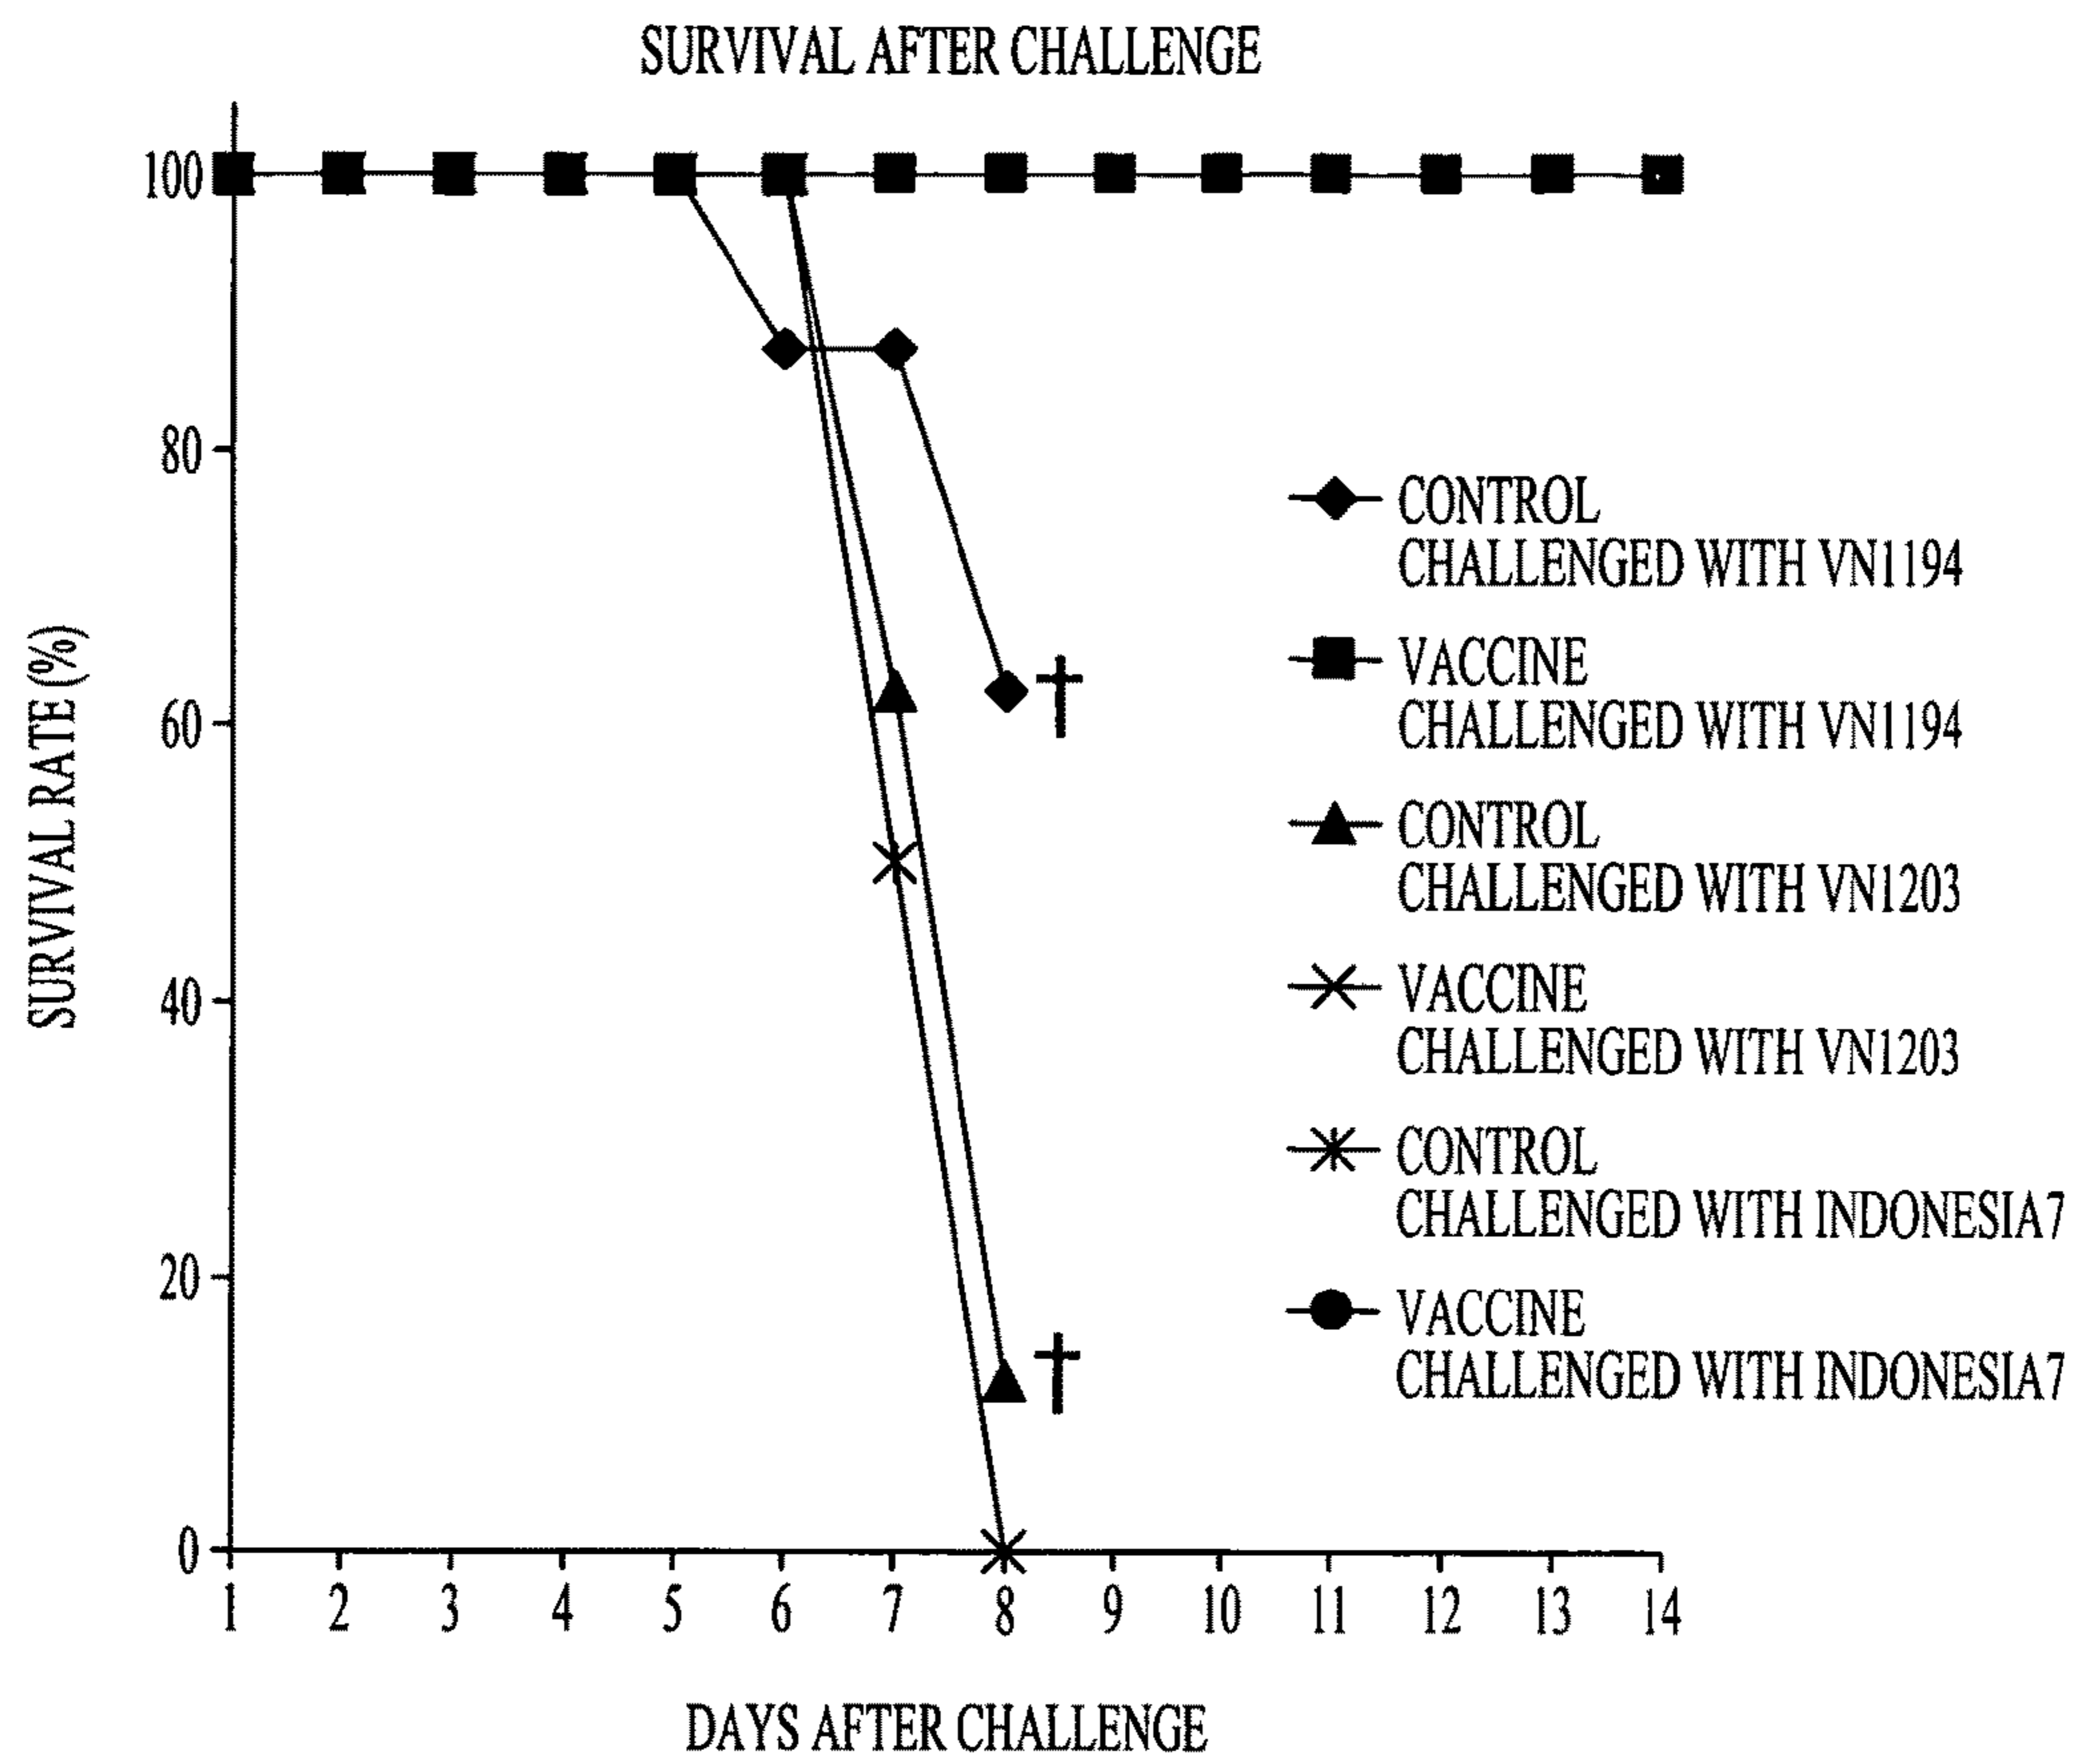 SURVIVAL AFTER CHALLENGE
100
80
60
40
20
0
SURVIVAL RATE (%)
†
†
CONTROL
CHALLENGED WITH VN1194
VACCINE
CHALLENGED WITH VN1194
CONTROL
CHALLENGED WITH VN1203
VACCINE
CHALLENGED WITH VN1203
CONTROL
CHALLENGED WITH INDONESIA7
VACCINE
CHALLENGED WITH INDONESIA7
1 2 3 4 5 6 7 8 9 10 11 12 13 14
DAYS AFTER CHALLENGE